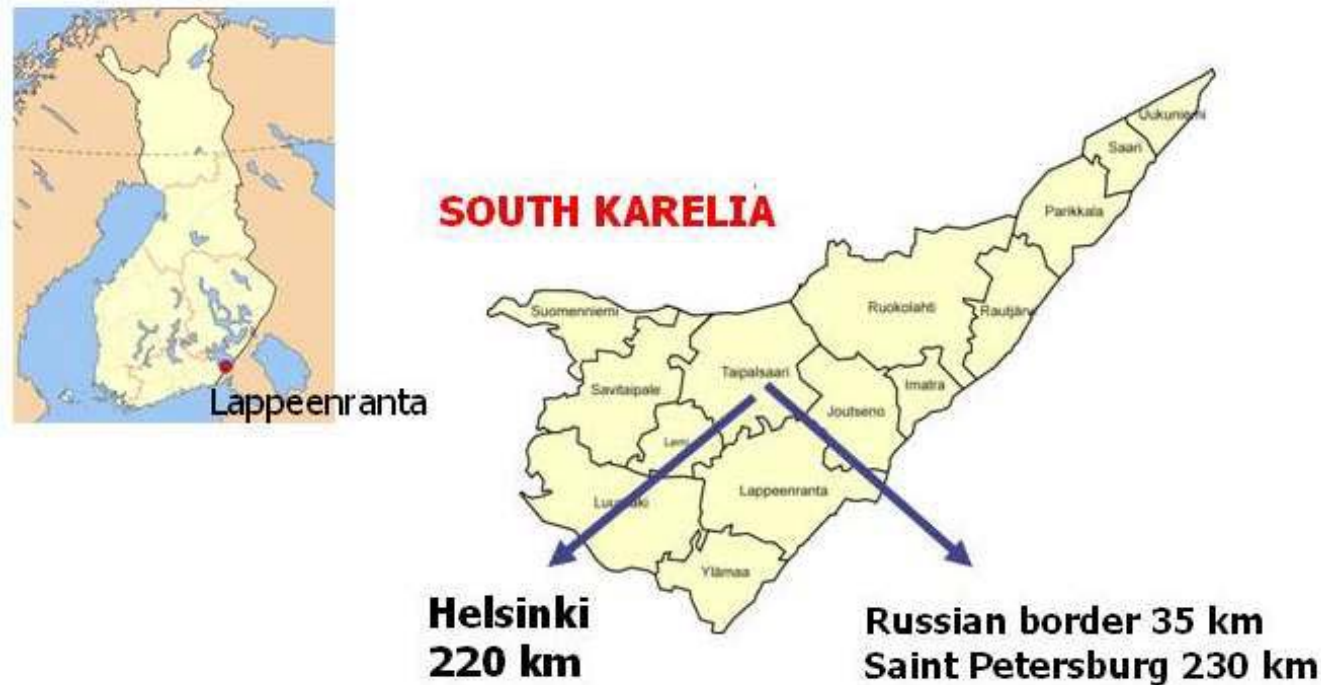 Lappeenranta
SOUTH KARELIA
Uukuniemi
Saari
Parikkala
Ruokolahti
Rautjärvi
Suomenniemi
Taipalsaari
Imatra
Savitaipale
Joutseno
Lemi
Lappeenranta
Ylämaa
Helsinki
220 km
Russian border 35 km
Saint Petersburg 230 km